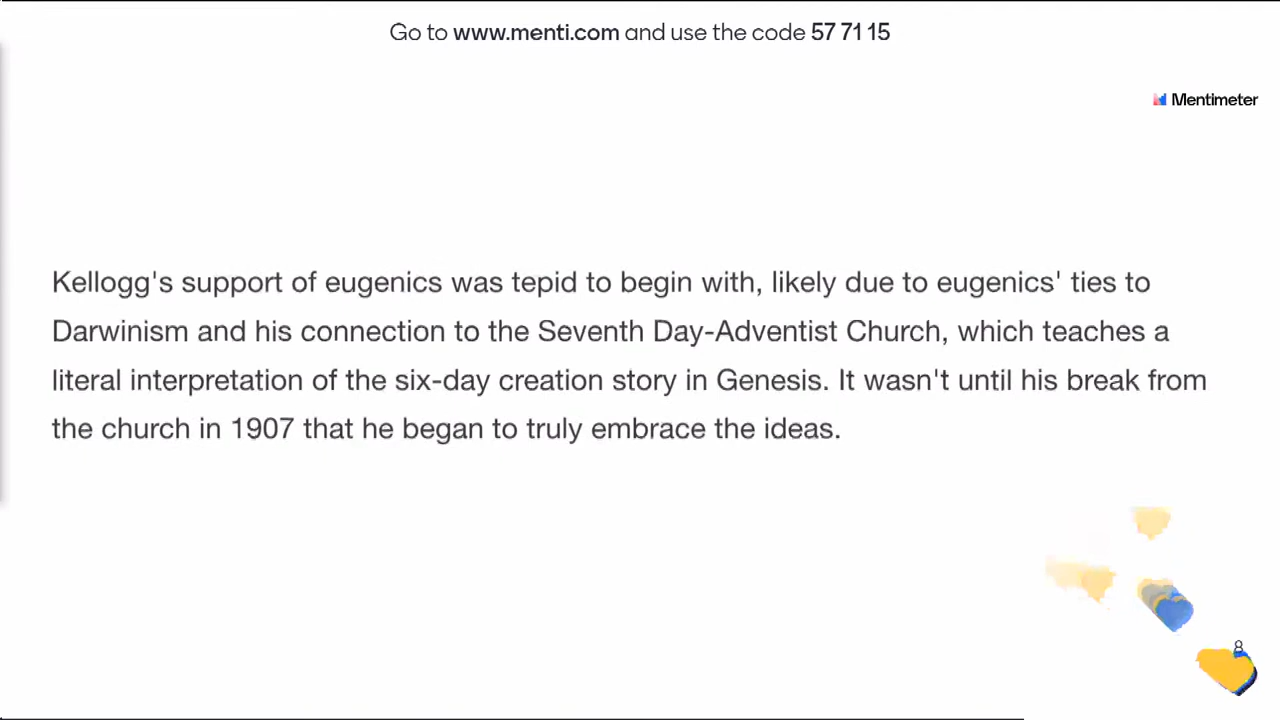 Go to www.menti.com and use the code 57 71 15
Mentimeter
Kellogg's support of eugenics was tepid to begin with, likely due to eugenics' ties to
Darwinism and his connection to the Seventh Day-Adventist Church, which teaches a
literal interpretation of the six-day creation story in Genesis. It wasn't until his break from
the church in 1907 that he began to truly embrace the ideas.
8